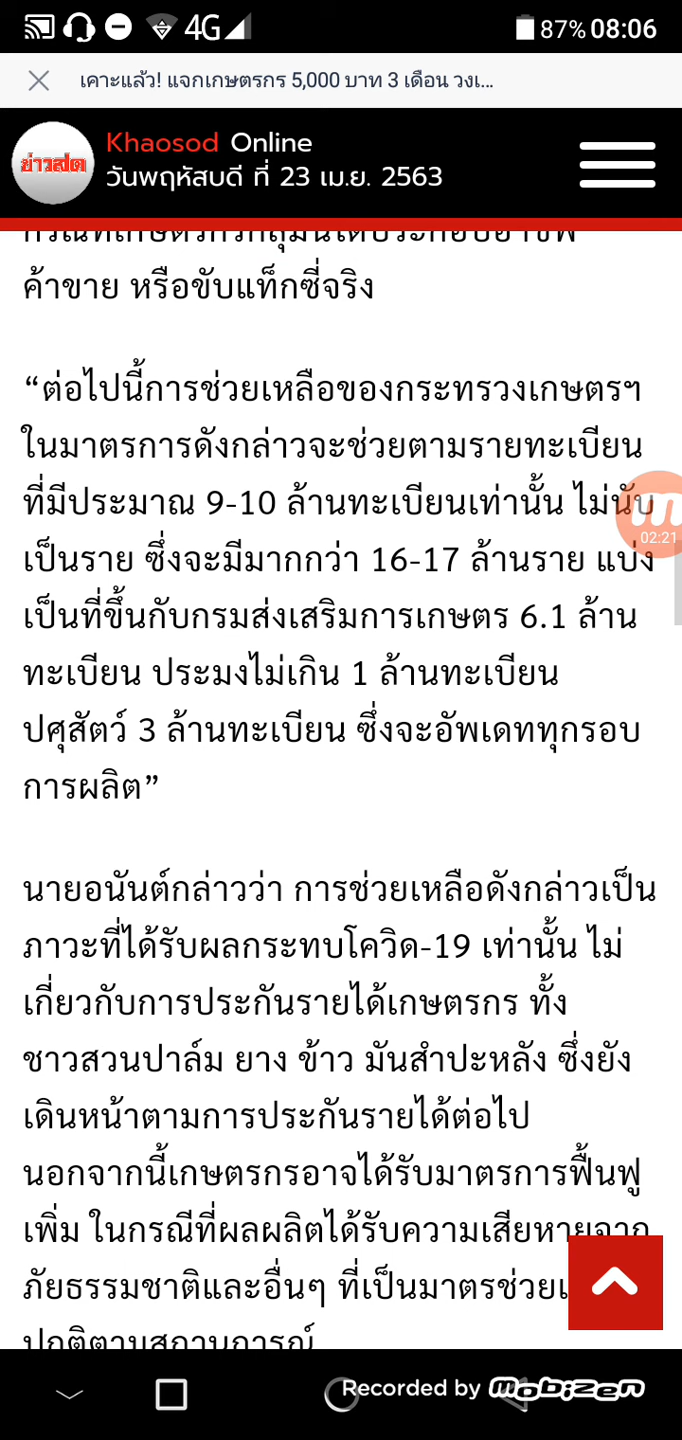 4G
87% 08:06
เคาะแล้ว! แจกเกษตรกร 5,000 บาท 3 เดือน วงเ...
ข่าวสด
Khaosod Online
วันพฤหัสบดี ที่ 23 เม.ย. 2563
ค้าขาย หรือขับแท็กซี่จริง
“ต่อไปนี้การช่วยเหลือของกระทรวงเกษตรฯ
ในมาตรการดังกล่าวจะช่วยตามรายทะเบียน
ที่มีประมาณ 9-10 ล้านทะเบียนเท่านั้น ไม่นับ
02:21
เป็นราย ซึ่งจะมีมากกว่า 16-17 ล้านราย แบ่ง
เป็นที่ขึ้นกับกรมส่งเสริมการเกษตร 6.1 ล้าน
ทะเบียน ประมงไม่เกิน 1 ล้านทะเบียน
ปศุสัตว์ 3 ล้านทะเบียน ซึ่งจะอัพเดททุกรอบ
การผลิต”
นายอนันต์กล่าวว่า การช่วยเหลือดังกล่าวเป็น
ภาวะที่ได้รับผลกระทบโควิด-19 เท่านั้น ไม่
เกี่ยวกับการประกันรายได้เกษตรกร ทั้ง
ชาวสวนปาล์ม ยาง ข้าว มันสำปะหลัง ซึ่งยัง
เดินหน้าตามการประกันรายได้ต่อไป
นอกจากนี้เกษตรกรอาจได้รับมาตรการฟื้นฟู
เพิ่ม ในกรณีที่ผลผลิตได้รับความเสียหายจาก
ภัยธรรมชาติและอื่นๆ ที่เป็นมาตรช่วยเ
ปกติตามสถานการณ์
Recorded by Mobizen